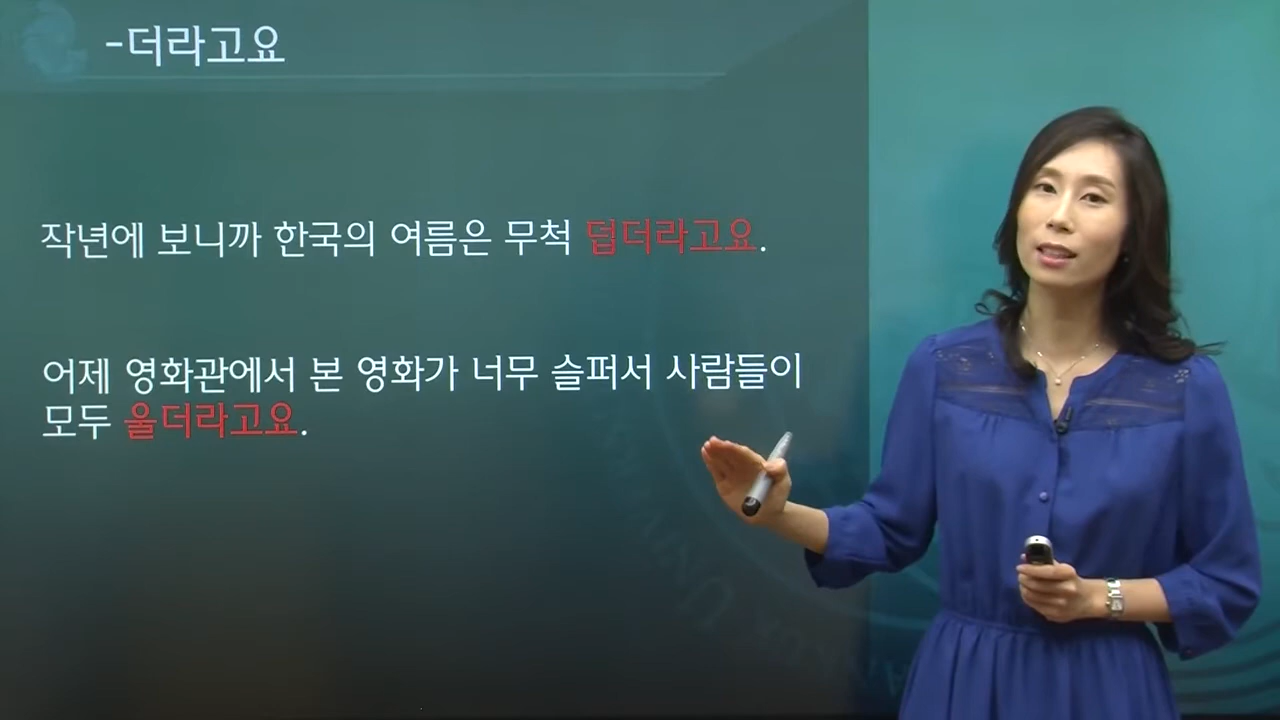 -더라고요
작년에 보니까 한국의 여름은 무척 덥더라고요.
어제 영화관에서 본 영화가 너무 슬퍼서 사람들이
모두 울더라고요.